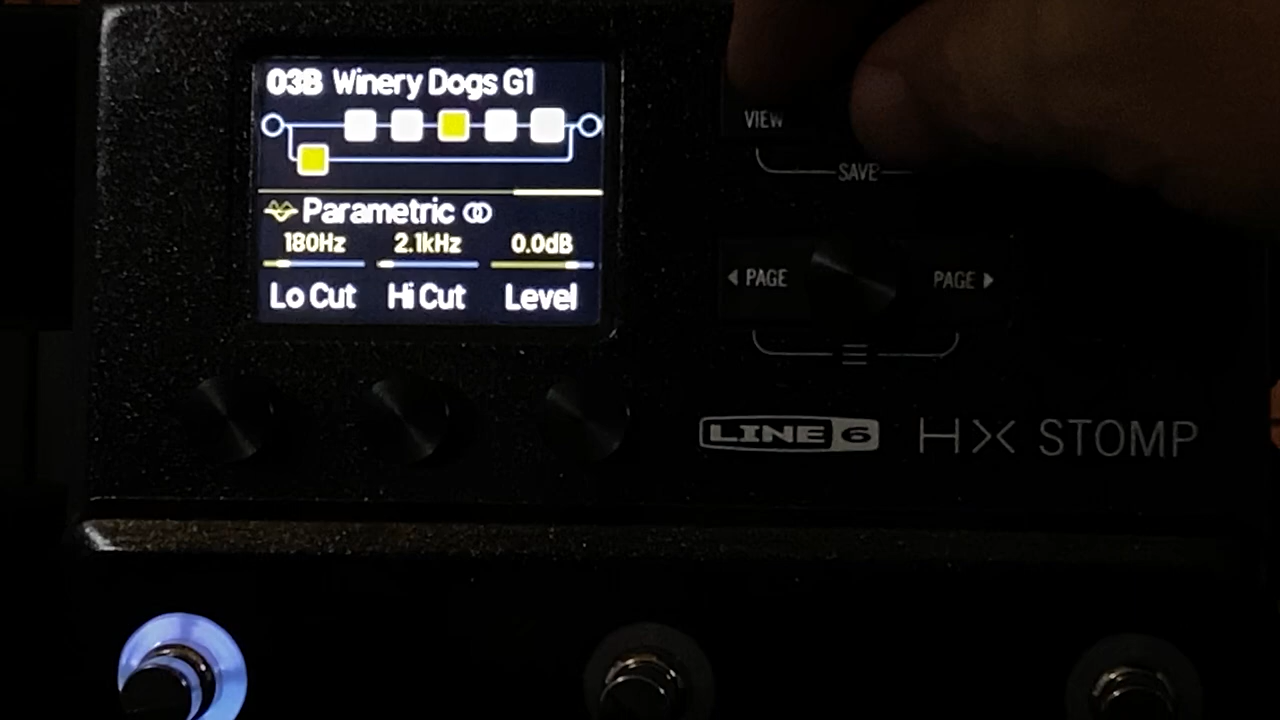 03B Winery Dogs G1
Parametric
180Hz 2.1kHz 0.0dB
Lo Cut Hi Cut Level
VIEW
SAVE
PAGE PAGE
LINE 6 HX STOMP